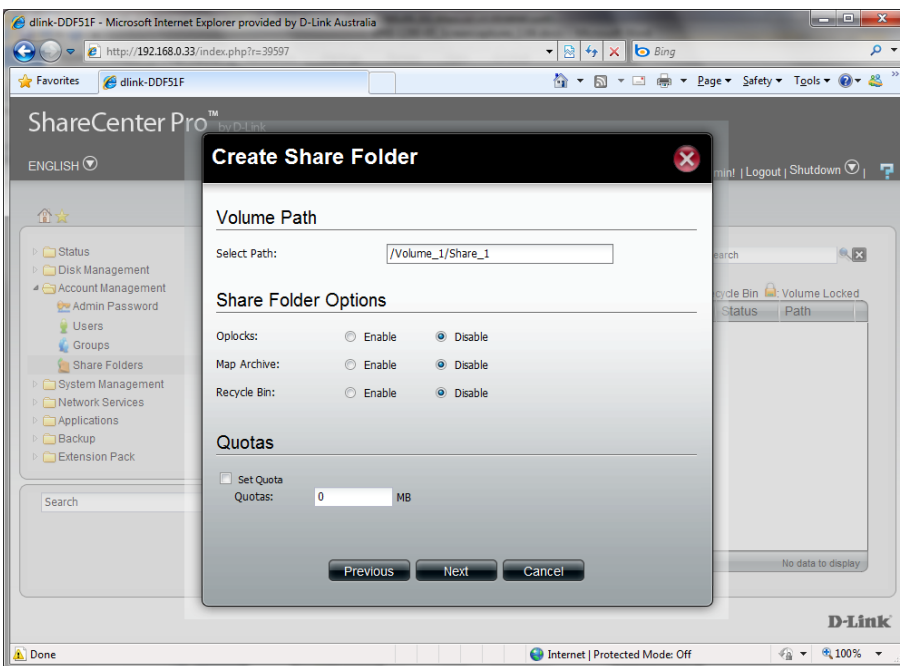 dlink-DDF51F - Microsoft Internet Explorer provided by D-Link Australia
http://192.168.0.33/index.php?r=39597
Bing
Favorites
dlink-DDF51F
Page
Safety
Tools
ShareCenter Pro™
by D-Link
ENGLISH
min! | Logout | Shutdown |
Create Share Folder
Volume Path
Select Path: /Volume_1/Share_1
Share Folder Options
Oplocks: Enable Disable
Map Archive: Enable Disable
Recycle Bin: Enable Disable
Quotas
Set Quota
Quotas: 0 MB
Previous Next Cancel
Status
Disk Management
Account Management
Admin Password
Users
Groups
Share Folders
System Management
Network Services
Applications
Backup
Extension Pack
Search
earch
cycle Bin : Volume Locked
Status Path
No data to display
D-Link
Done
Internet | Protected Mode: Off
100%